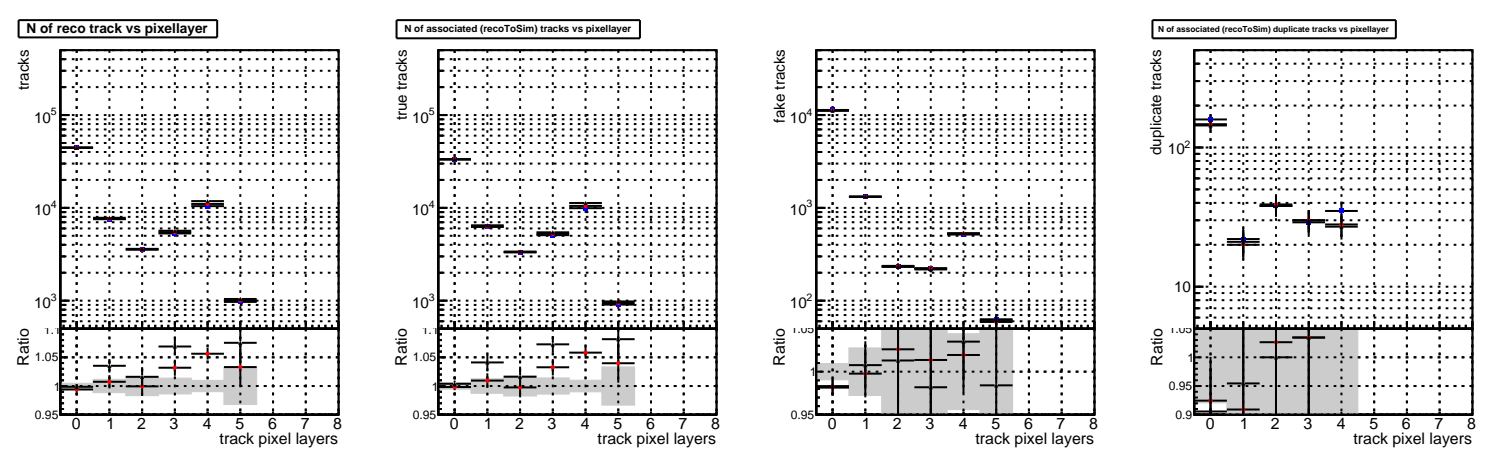 N of reco track vs pixellayer
tracks
10^5
10^4
10^3
Ratio
1.1
1.05
1
0.95
0 1 2 3 4 5 6 7 8
track pixel layers
N of associated (recoToSim) tracks vs pixellayer
true tracks
10^5
10^4
10^3
Ratio
1.1
1.05
1
0.95
0 1 2 3 4 5 6 7 8
track pixel layers
fake tracks
10^4
10^3
10^2
Ratio
1.05
1
0.95
0 1 2 3 4 5 6 7 8
track pixel layers
N of associated (recoToSim) duplicate tracks vs pixellayer
duplicate tracks
10^2
10
Ratio
1.05
1
0.95
0.9
0 1 2 3 4 5 6 7 8
track pixel layers